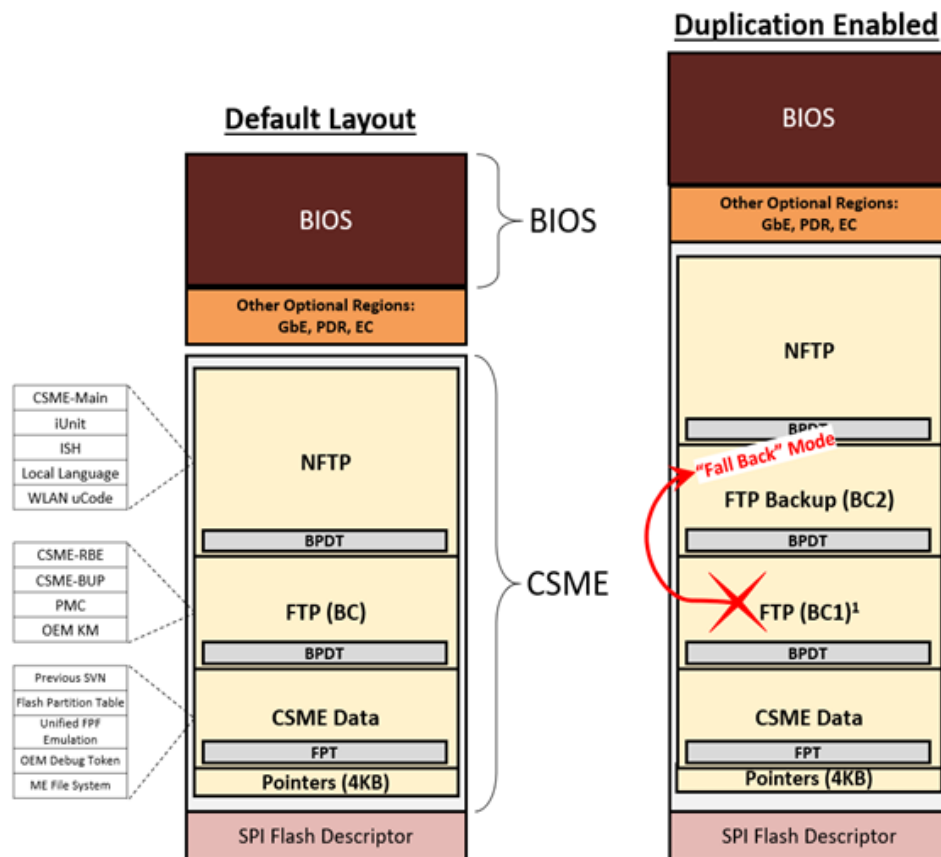 Duplication Enabled
Default Layout
BIOS
Other Optional Regions:
GbE, PDR, EC
BIOS
CSME-Main
iUnit
ISH
Local Language
WLAN uCode
NFTP
BPDT
CSME-RBE
CSME-BUP
PMC
OEM KM
FTP (BC)
BPDT
Previous SVN
Flash Partition Table
Unified FPF
Emulation
OEM Debug Token
ME File System
CSME Data
FPT
Pointers (4KB)
CSME
SPI Flash Descriptor
BIOS
Other Optional Regions:
GbE, PDR, EC
NFTP
BPDT
"Fall Back" Mode
FTP Backup (BC2)
BPDT
FTP (BC1)¹
BPDT
CSME Data
FPT
Pointers (4KB)
SPI Flash Descriptor